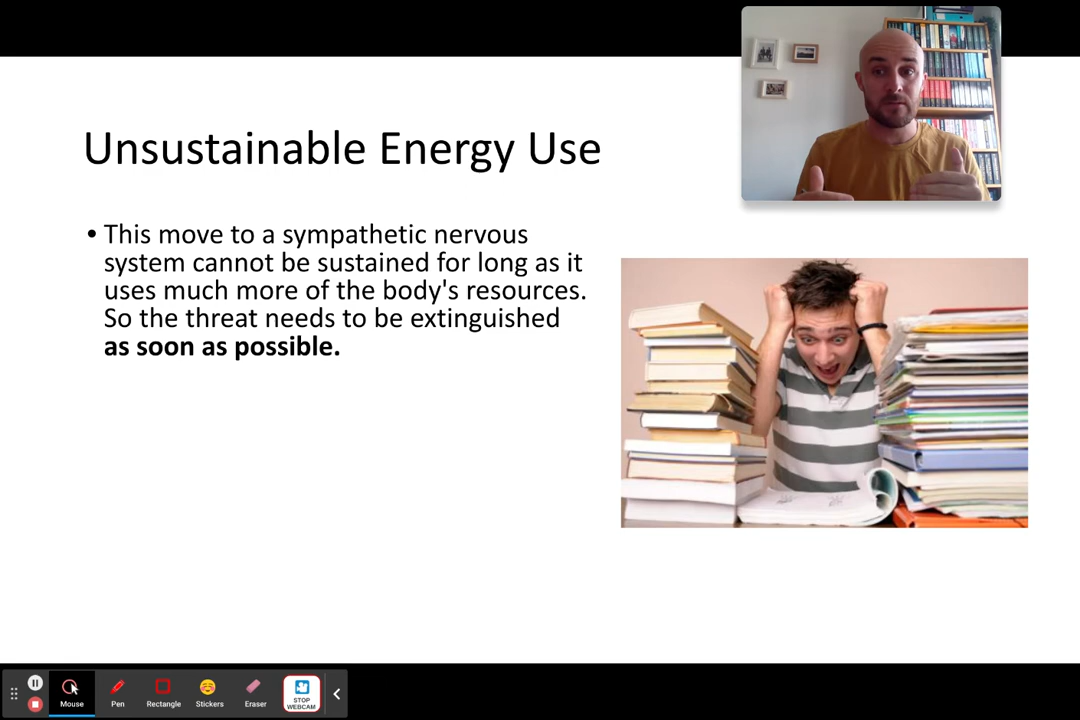 Unsustainable Energy Use
• This move to a sympathetic nervous
system cannot be sustained for long as it
uses much more of the body's resources.
So the threat needs to be extinguished
as soon as possible.
Mouse
Pen
Rectangle
Stickers
Eraser
STOP
WEBCAM